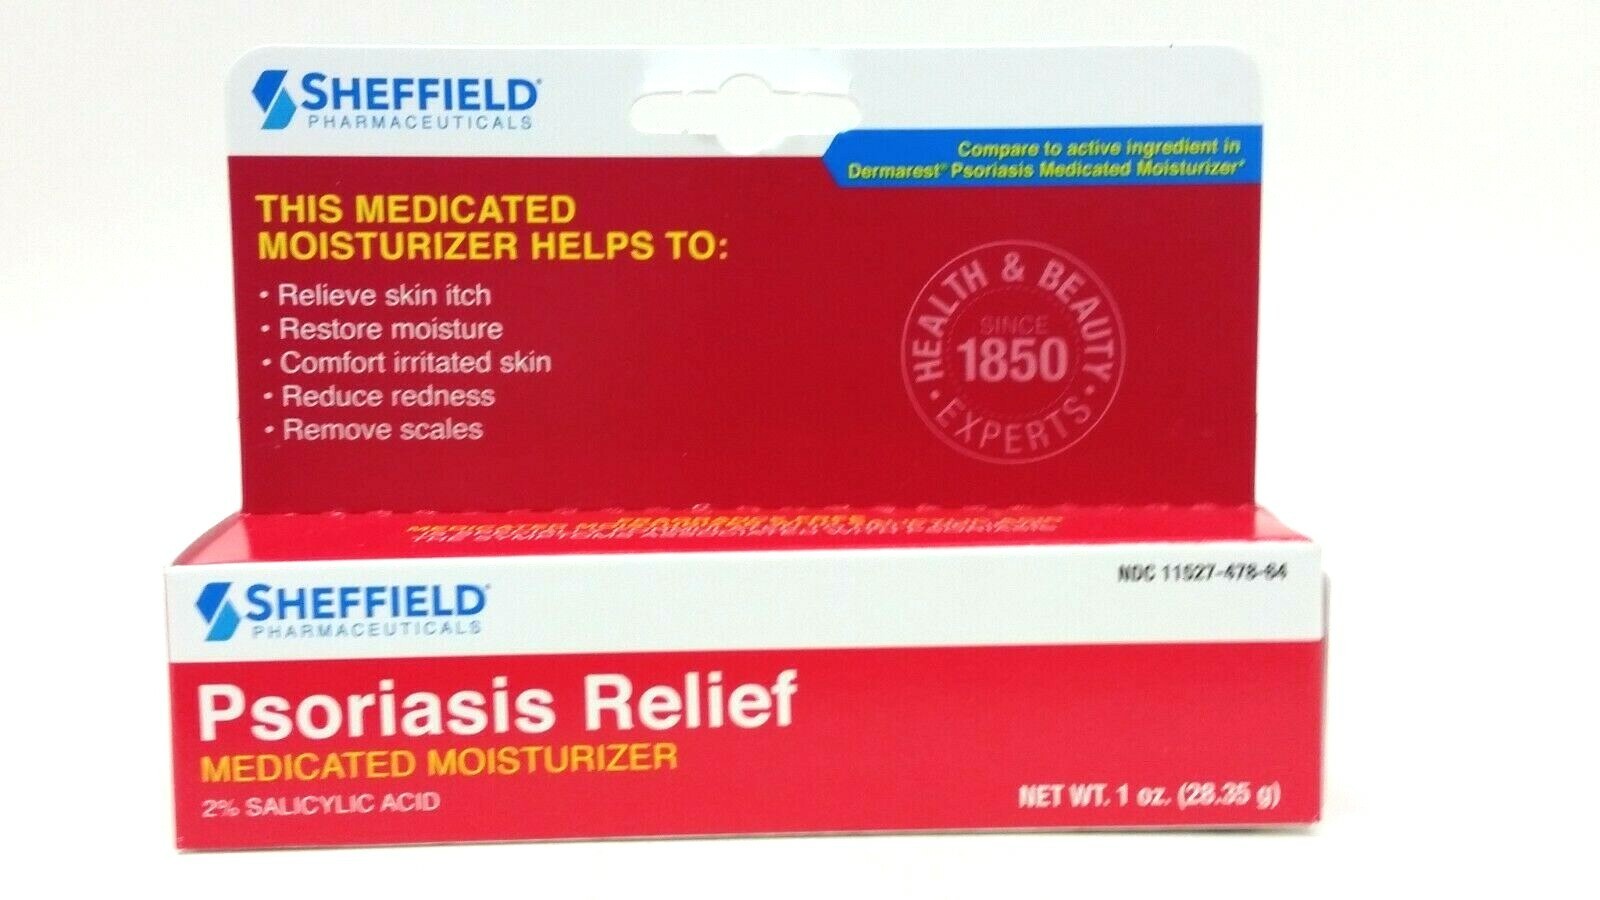 SHEFFIELD
PHARMACEUTICALS
Compare to active ingredient in
Dermarest® Psoriasis Medicated Moisturizer*
THIS MEDICATED
MOISTURIZER HELPS TO:
• Relieve skin itch
• Restore moisture
• Comfort irritated skin
• Reduce redness
• Remove scales
HEALTH & BEAUTY • EXPERTS •
SINCE
1850
SHEFFIELD
PHARMACEUTICALS
NDC 11527-478-64
Psoriasis Relief
MEDICATED MOISTURIZER
2% SALICYLIC ACID
NET WT. 1 oz. (28.35 g)